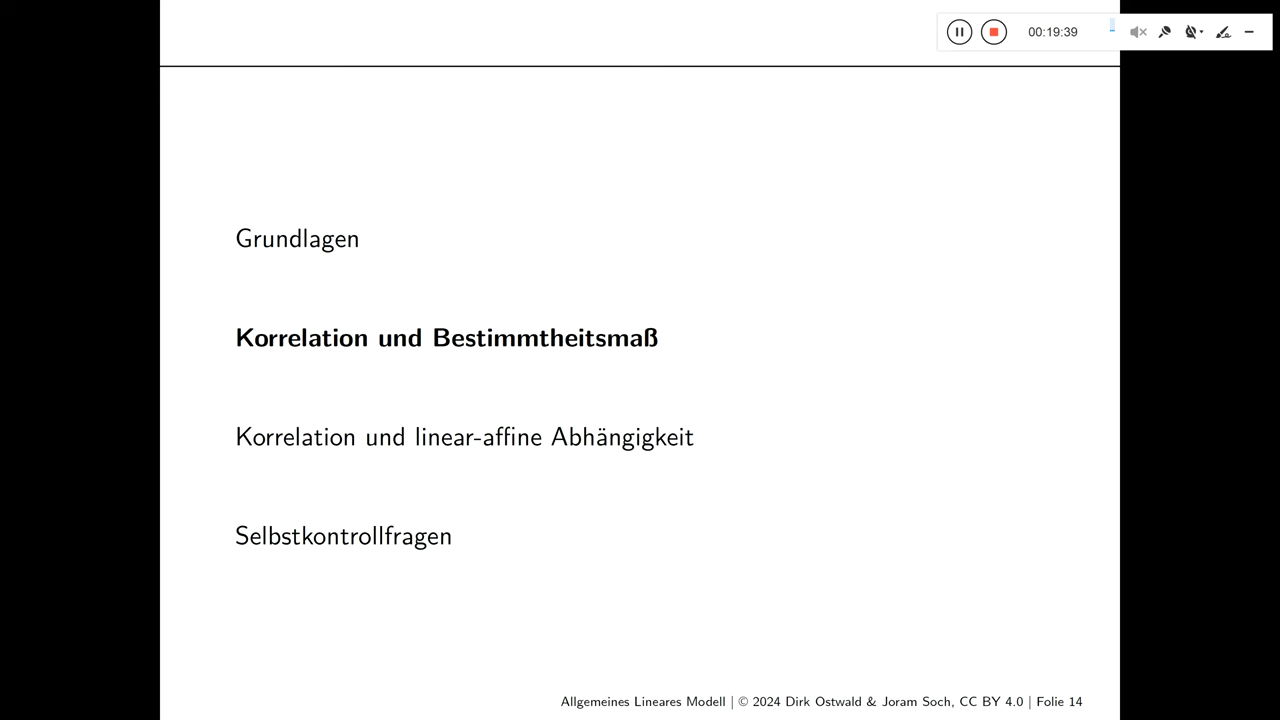 00:19:39
Grundlagen
Korrelation und Bestimmtheitsmaß
Korrelation und linear-affine Abhängigkeit
Selbstkontrollfragen
Allgemeines Lineares Modell | © 2024 Dirk Ostwald & Joram Soch, CC BY 4.0 | Folie 14